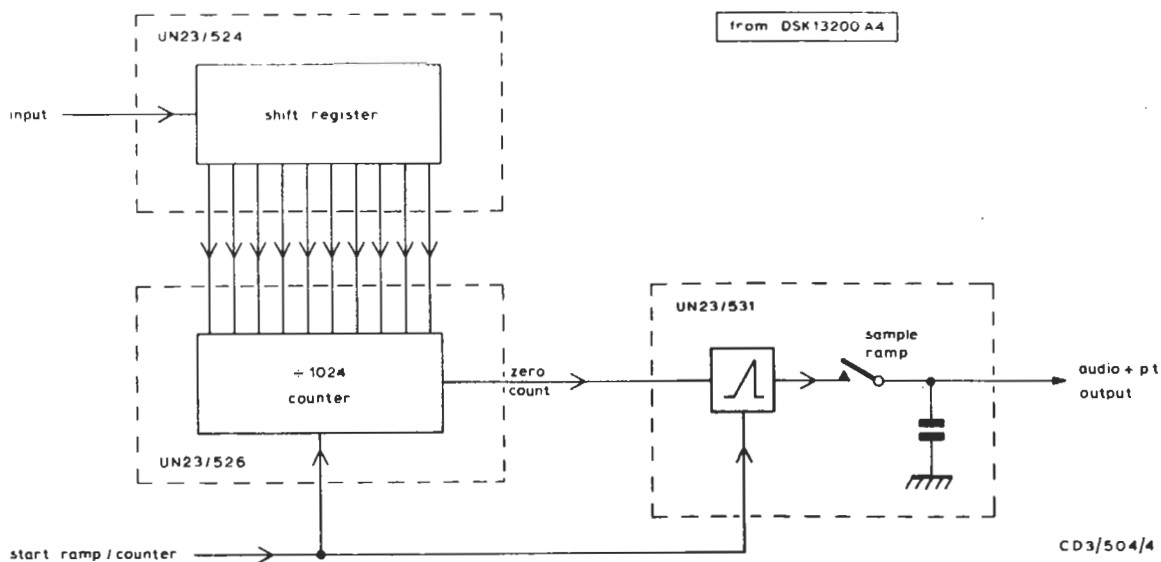 UN23/524
from DSK13200 A4
input
shift register
UN23/531
sample
ramp
÷1024
counter
zero
count
audio + pt
output
UN23/526
start ramp / counter
CD3/504/4